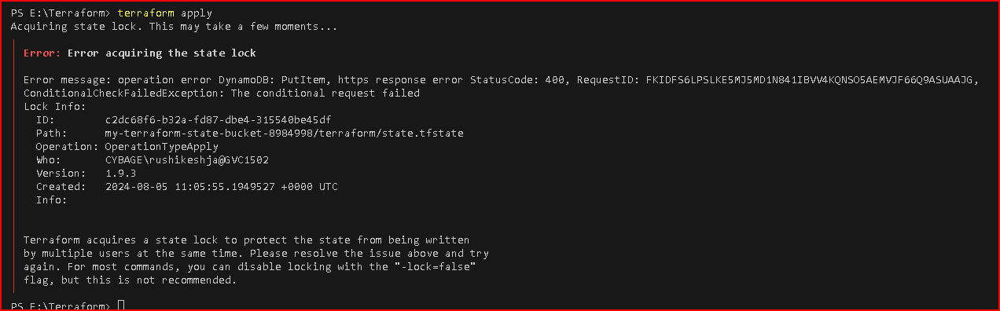 PS E:\Terraform> terraform apply
Acquiring state lock. This may take a few moments...
Error: Error acquiring the state lock
Error message: operation error DynamoDB: PutItem, https response error StatusCode: 400, RequestID: FKIDFS6LPSLKE5MJ5MD1N841IBVV4KQNSO5AEMVJF66Q9ASUAAJG,
ConditionalCheckFailedException: The conditional request failed
Lock Info:
ID: c2dc68f6-b32a-fd87-dbe4-315540be45df
Path: my-terraform-state-bucket-8984998/terraform/state.tfstate
Operation: OperationTypeApply
Who: CYBAGE\rushikeshja@GVC1502
Version: 1.9.3
Created: 2024-08-05 11:05:55.1949527 +0000 UTC
Info:
Terraform acquires a state lock to protect the state from being written
by multiple users at the same time. Please resolve the issue above and try
again. For most commands, you can disable locking with the "-lock=false"
flag, but this is not recommended.
PS E:\Terraform>